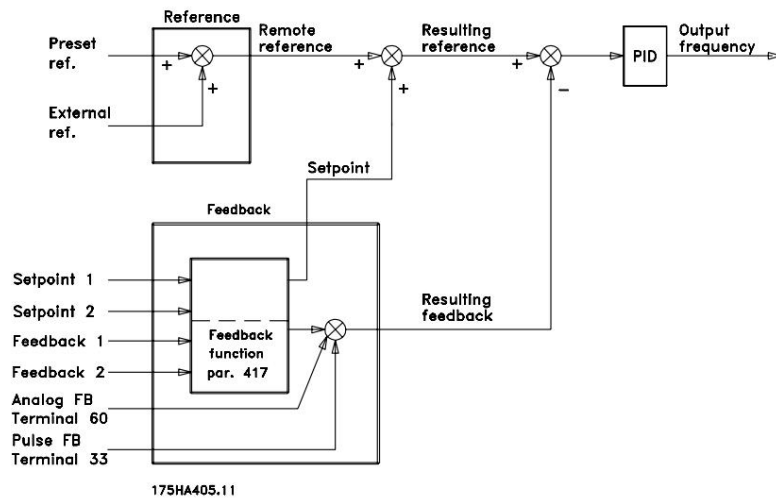 Reference
Preset
ref.
+
+
External
ref.
Remote
reference
+
+
Resulting
reference
+
−
PID
Output
frequency
Setpoint
Feedback
Setpoint 1
Setpoint 2
Feedback 1
Feedback 2
Feedback
function
par. 417
Resulting
feedback
Analog FB
Terminal 60
Pulse FB
Terminal 33
175HA405.11